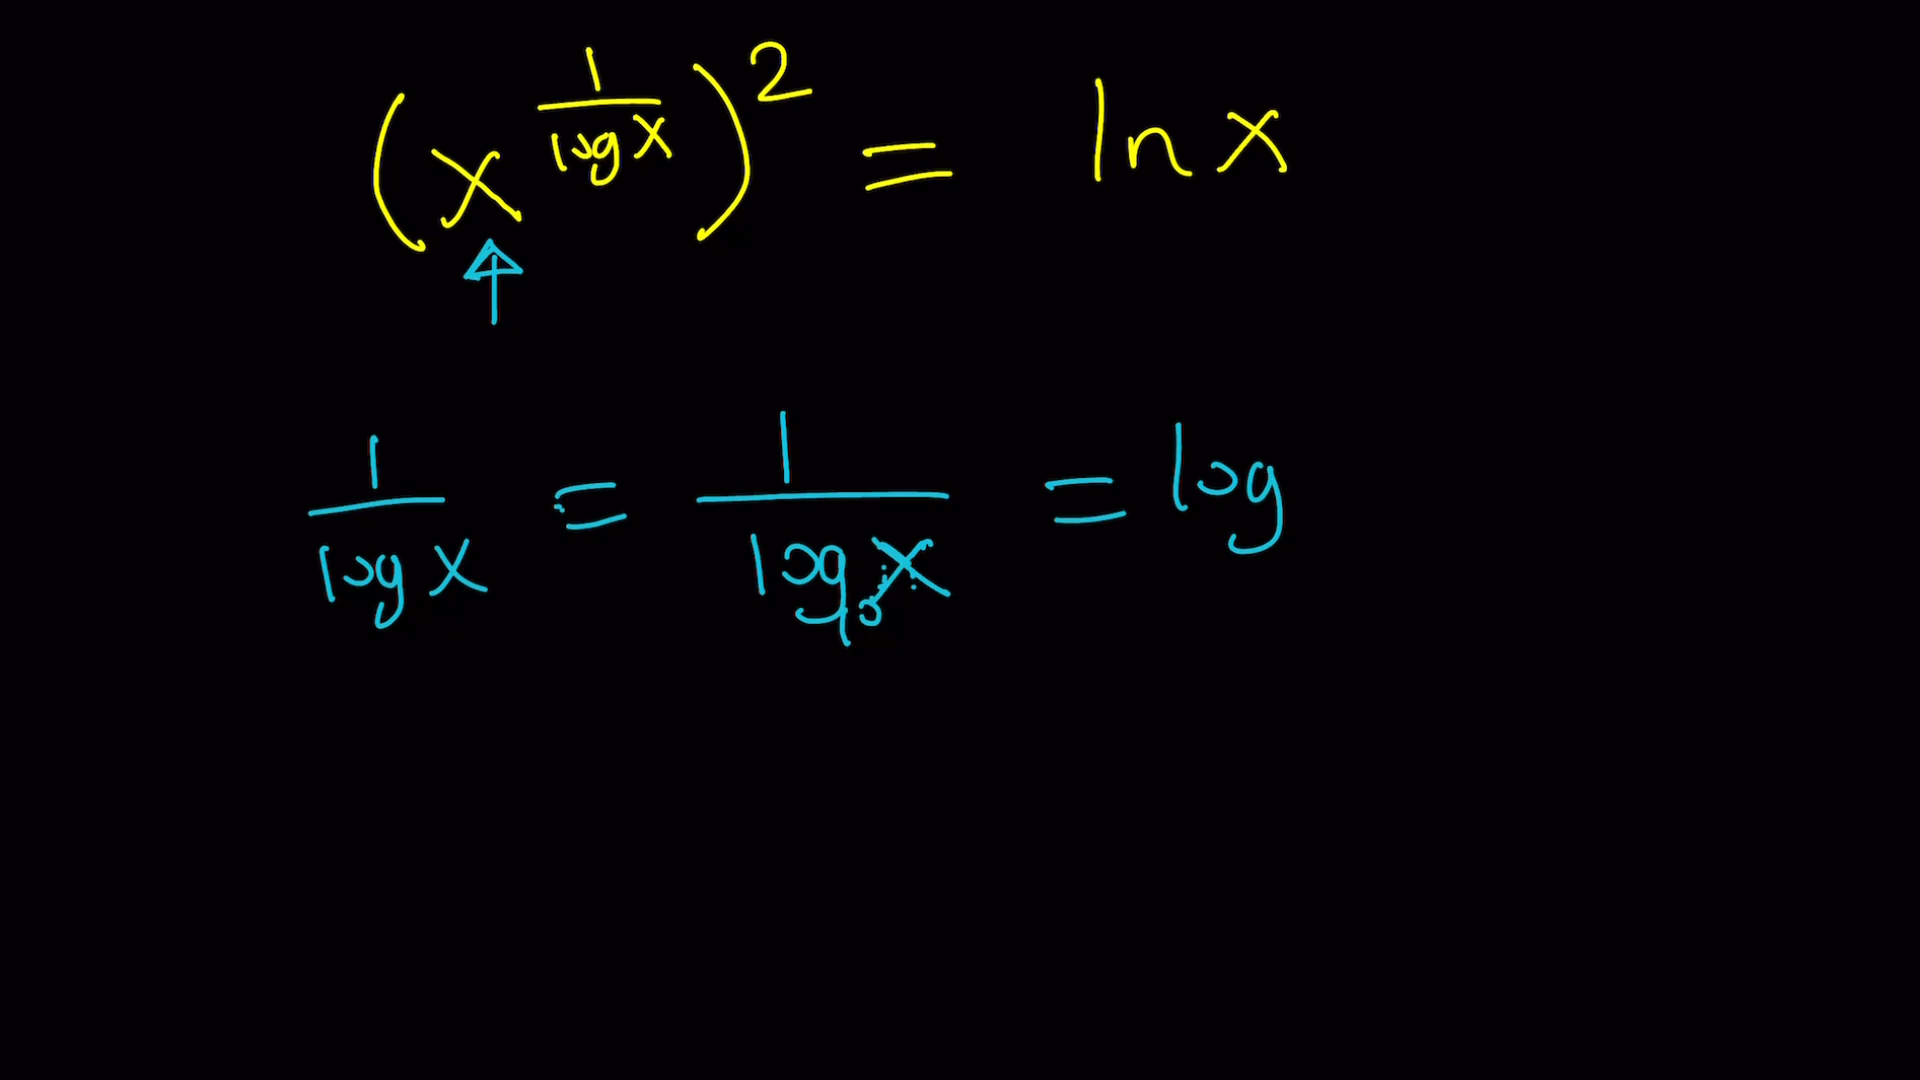 (x^(1/log x))^2 = ln x
1/log x = 1/log₁₀ x = log